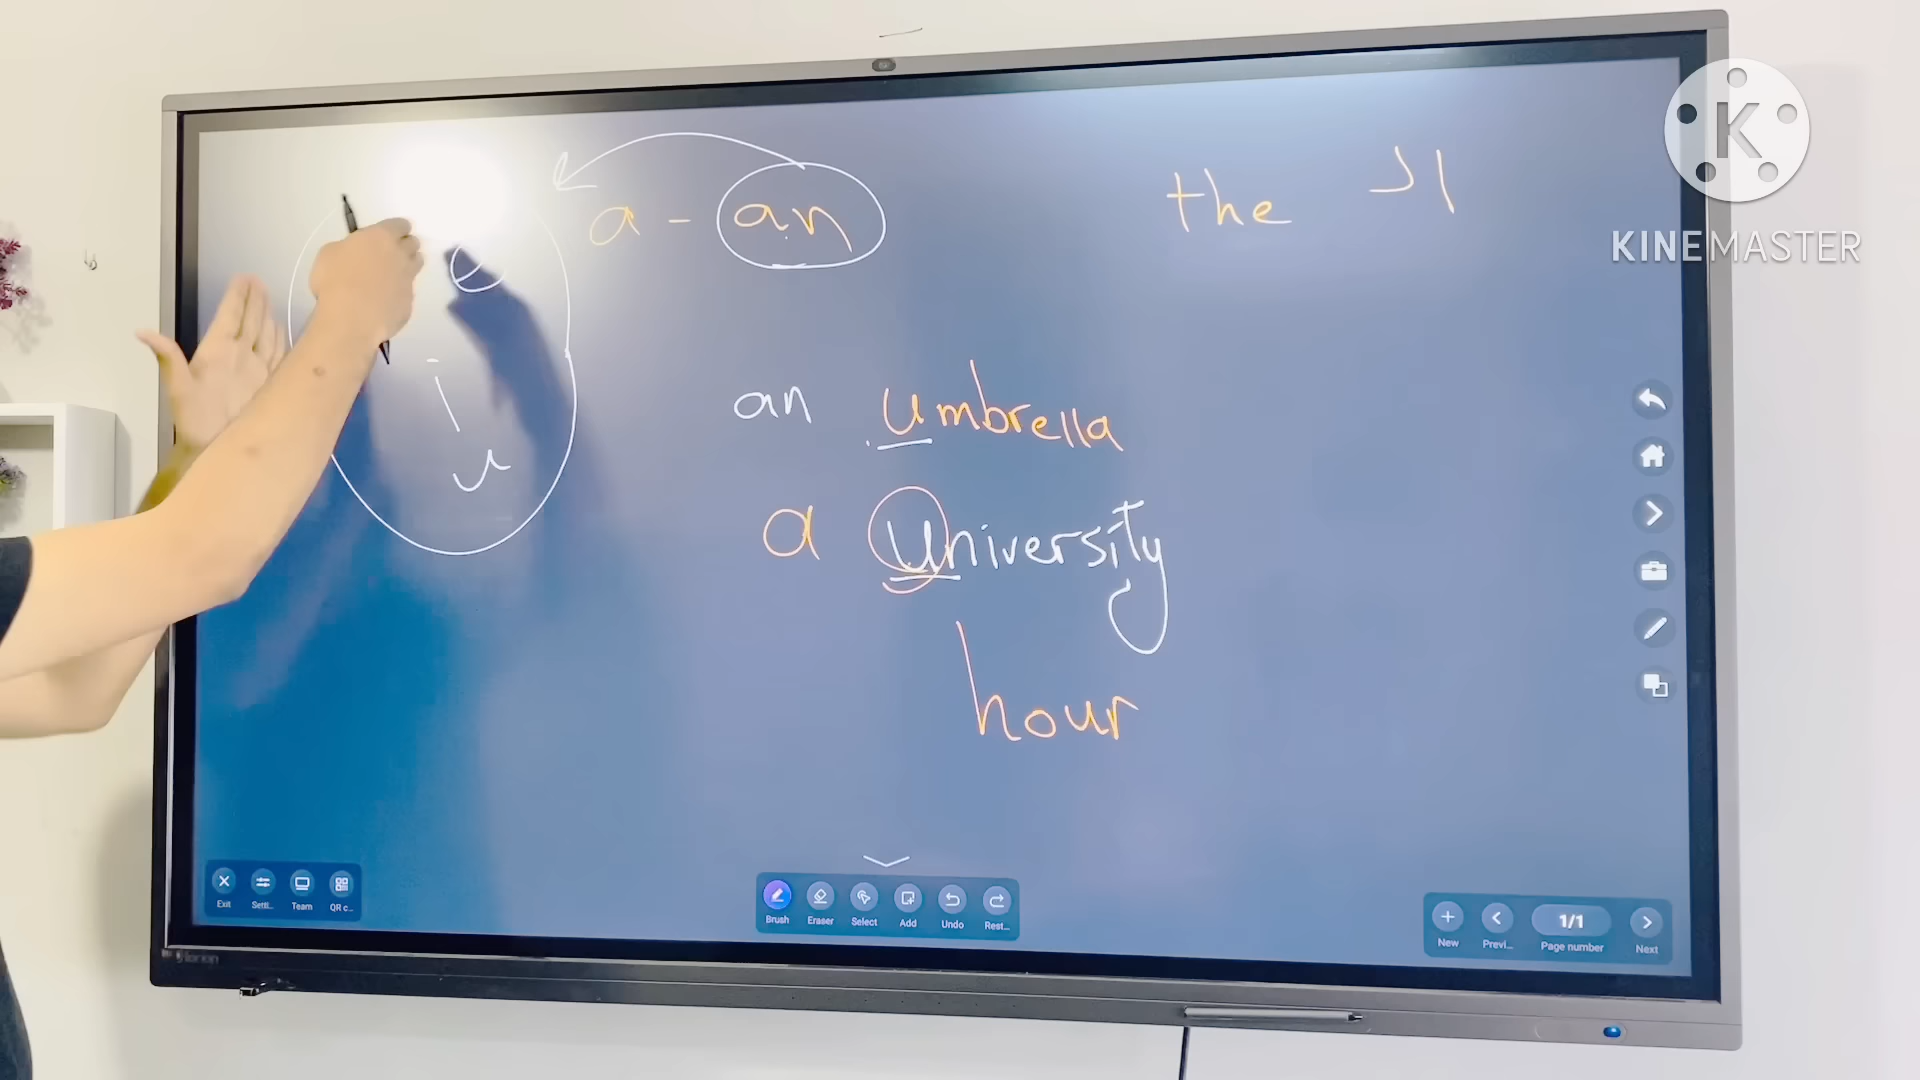 a - an
the ال
e
i
u
an umbrella
a university
hour
KINEMASTER
Exit
Setti...
Team
QR c...
Brush
Eraser
Select
Add
Undo
Rest...
New
Previ...
1/1
Page number
Next